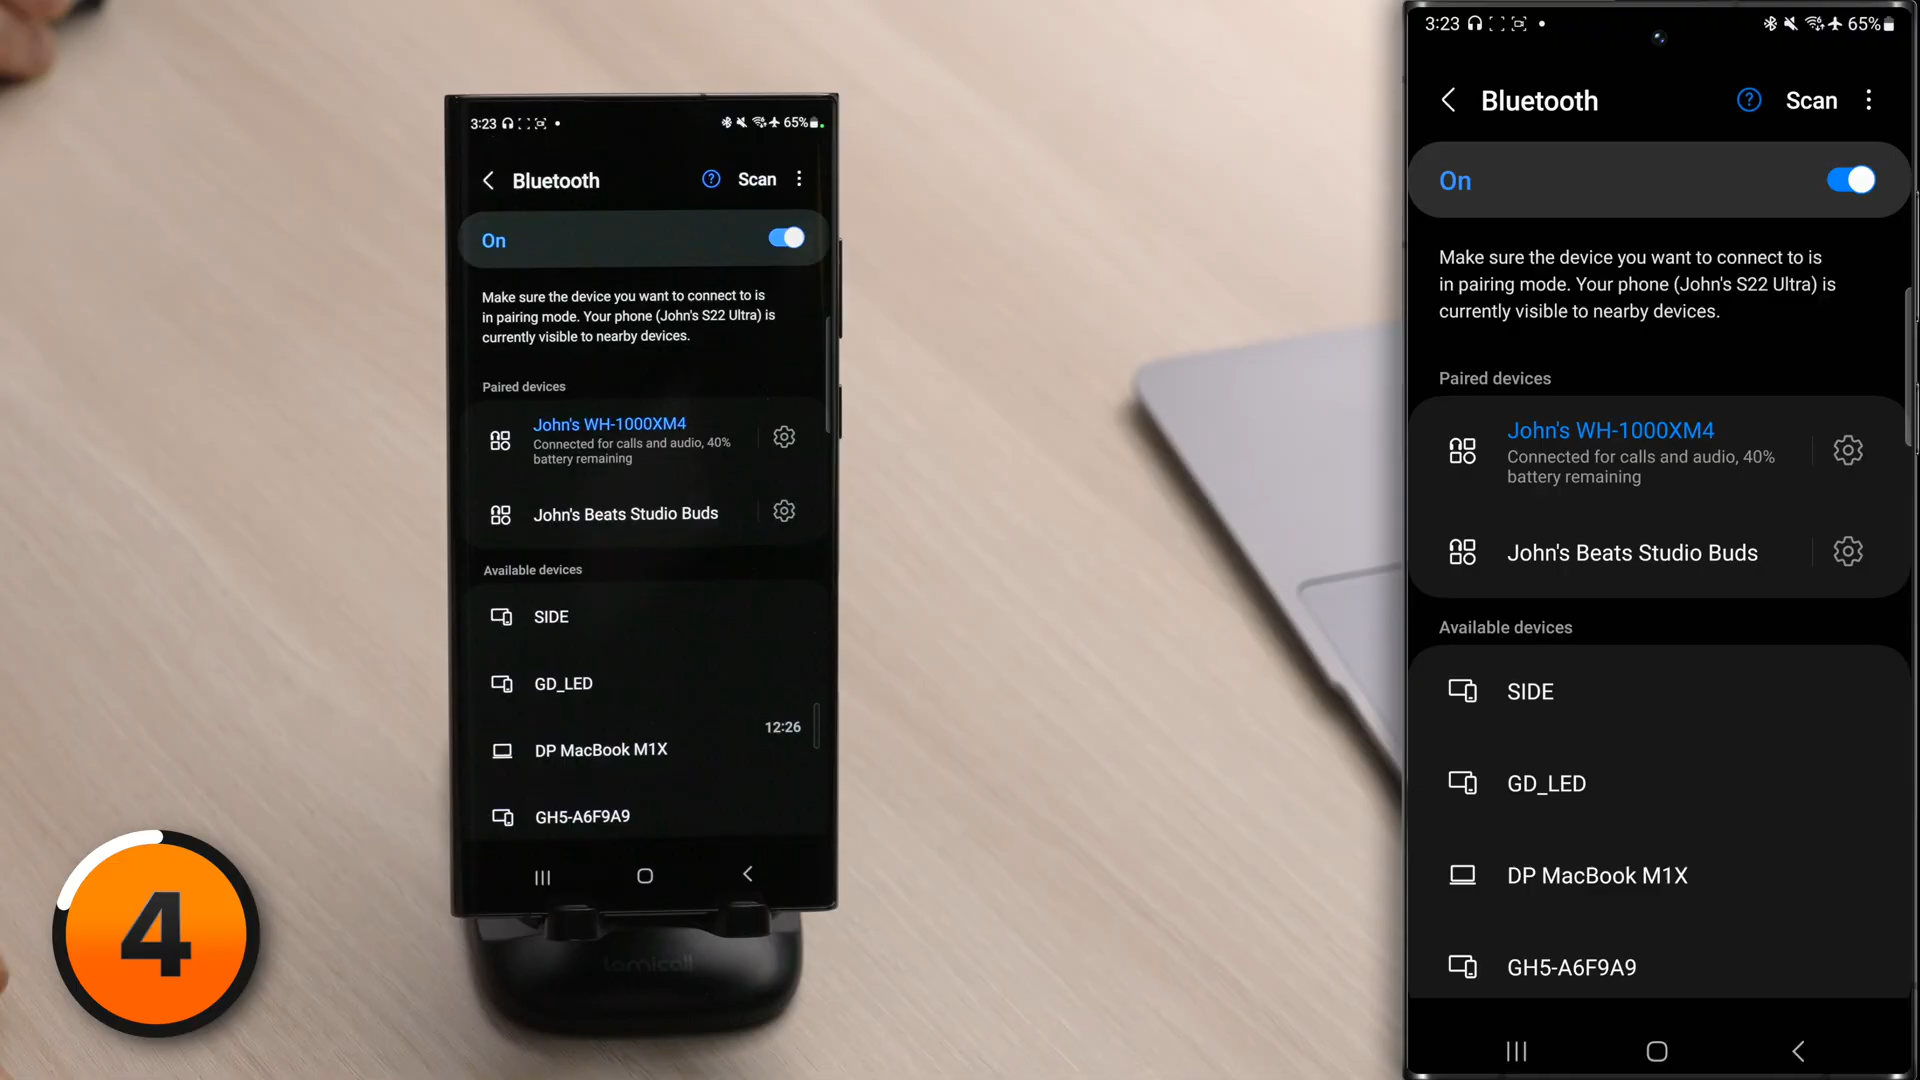 3:23
65%
Bluetooth
Scan
On
Make sure the device you want to connect to is
in pairing mode. Your phone (John's S22 Ultra) is
currently visible to nearby devices.
Paired devices
John's WH-1000XM4
Connected for calls and audio, 40%
battery remaining
John's Beats Studio Buds
Available devices
SIDE
GD_LED
12:26
DP MacBook M1X
GH5-A6F9A9
lamicall
4
3:23
65%
Bluetooth
Scan
On
Make sure the device you want to connect to is
in pairing mode. Your phone (John's S22 Ultra) is
currently visible to nearby devices.
Paired devices
John's WH-1000XM4
Connected for calls and audio, 40%
battery remaining
John's Beats Studio Buds
Available devices
SIDE
GD_LED
DP MacBook M1X
GH5-A6F9A9